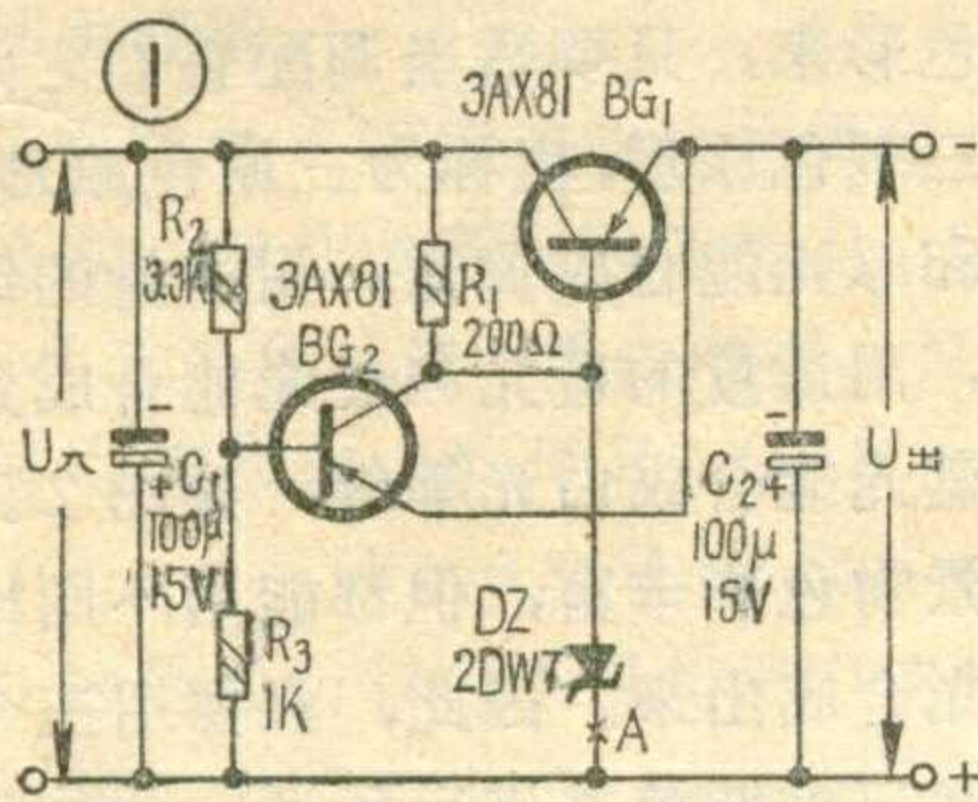 1
3AX81 BG₁
−
R₂
3.3K
3AX81
BG₂
R₁
200Ω
U入
−
+C₁
100μ
15V
−
C₂+
100μ
15V
U出
DZ
2DW7
R₃
1K
A
+